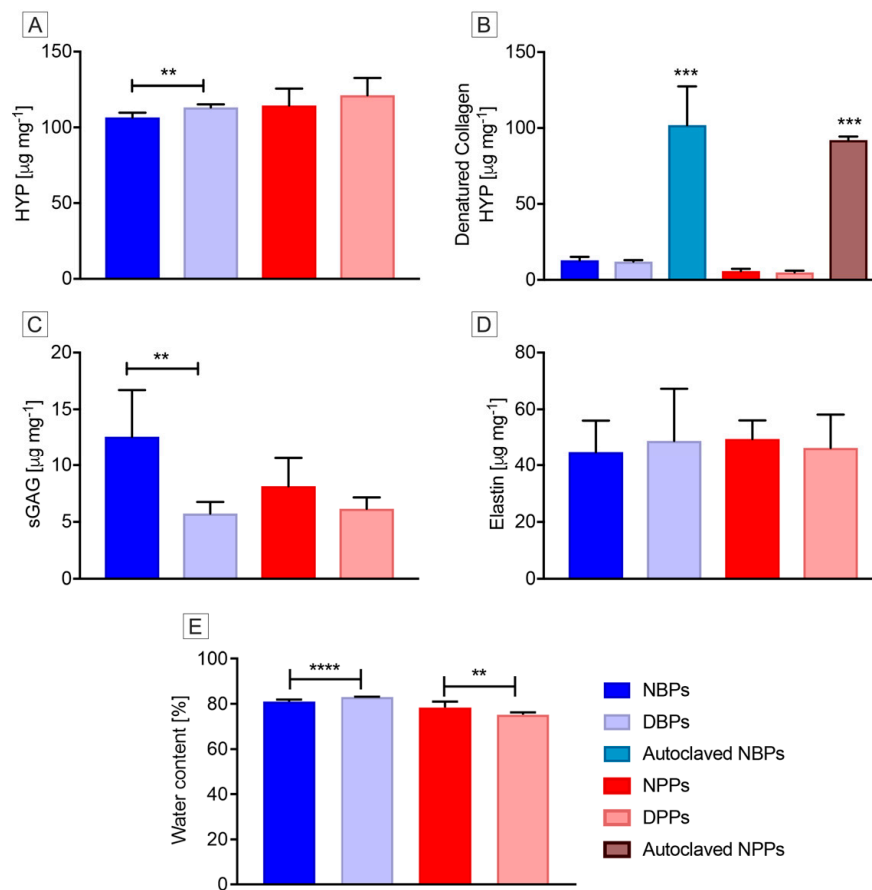 A
HYP [µg mg⁻¹]
150
100
50
0
**
B
Denatured Collagen
HYP [µg mg⁻¹]
150
100
50
0
***
***
C
sGAG [µg mg⁻¹]
20
15
10
5
0
**
D
Elastin [µg mg⁻¹]
80
60
40
20
0
E
Water content [%]
100
80
60
40
20
0
****
**
NBPs
DBPs
Autoclaved NBPs
NPPs
DPPs
Autoclaved NPPs